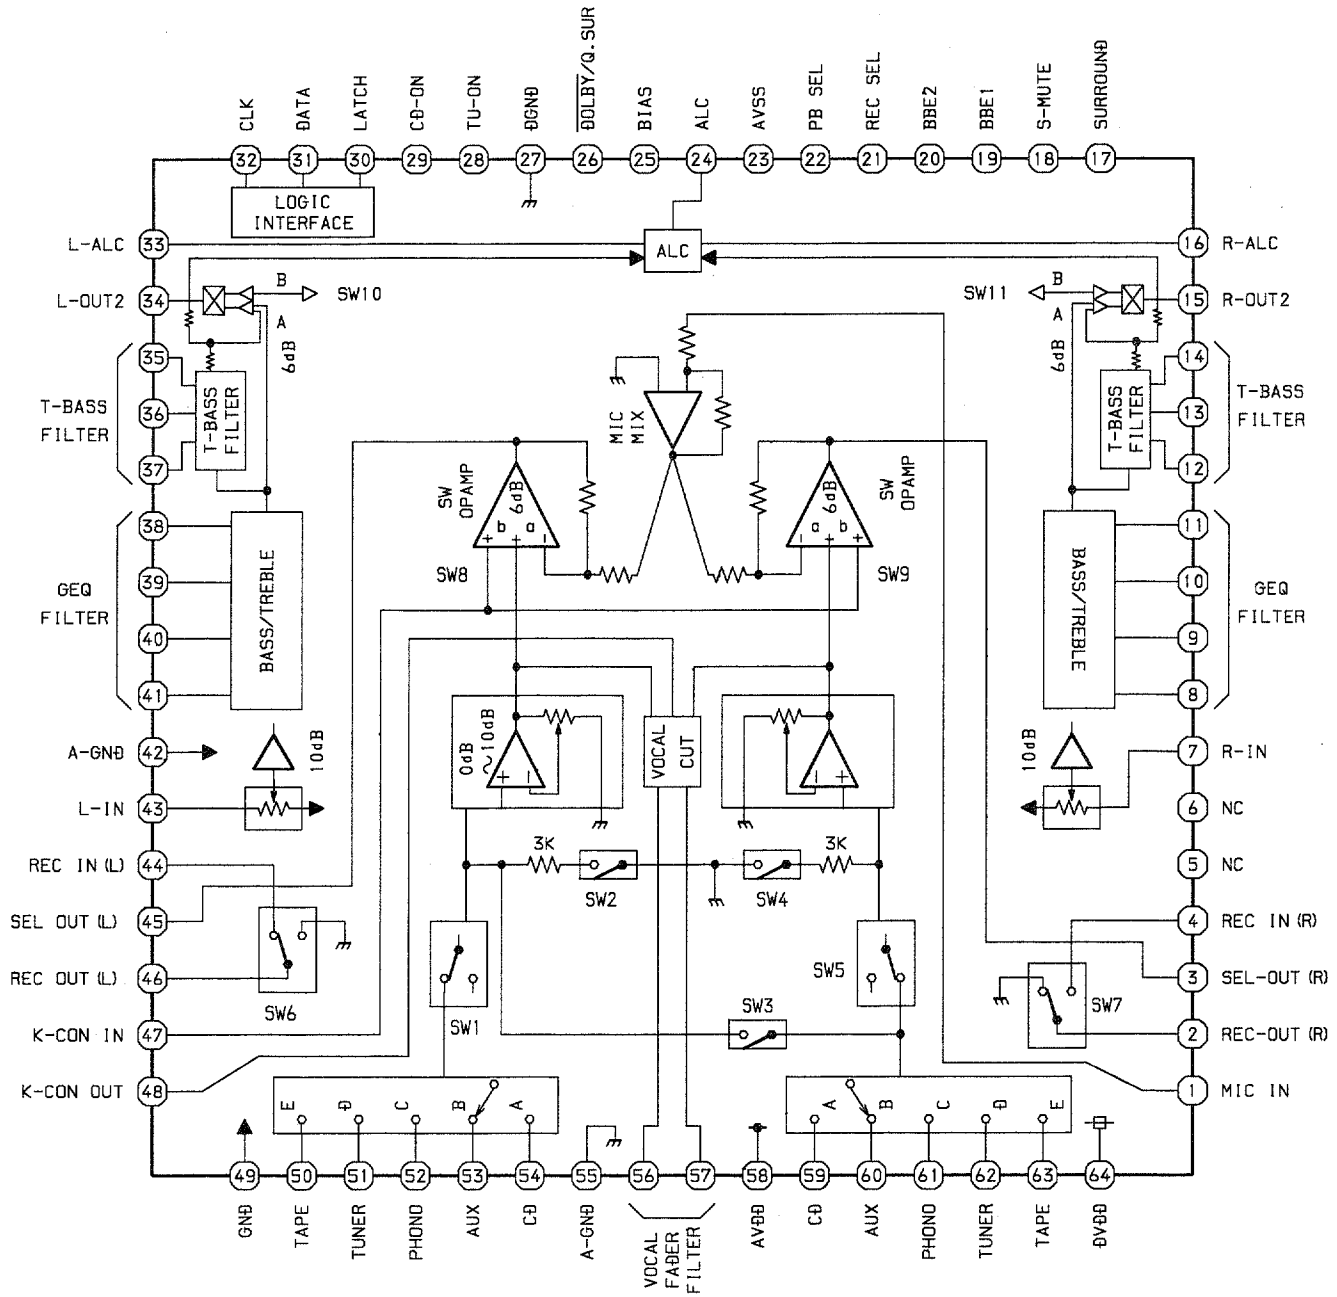 CLK
DATA
LATCH
CD-ON
TU-ON
DGND
DOLBY/Q.SUR
BIAS
ALC
AVSS
PB SEL
REC SEL
BBE2
BBE1
S-MUTE
SURROUND
32
31
30
29
28
27
26
25
24
23
22
21
20
19
18
17
LOGIC
INTERFACE
L-ALC
33
ALC
16
R-ALC
L-OUT2
34
B
SW10
A
6dB
SW11
B
A
6dB
15
R-OUT2
35
36
37
T-BASS
FILTER
T-BASS
FILTER
MIC
MIX
T-BASS
FILTER
14
13
12
T-BASS
FILTER
SW
OPAMP
6dB
b
a
+
+
-
SW8
6dB
a
b
-
+
+
SW
OPAMP
SW9
38
39
40
41
GEQ
FILTER
BASS/TREBLE
BASS/TREBLE
11
10
9
8
GEQ
FILTER
A-GND
42
10dB
0dB
~10dB
+
-
VOCAL
CUT
-
+
10dB
7
R-IN
L-IN
43
6
NC
REC IN (L)
44
3K
SW2
SW4
3K
5
NC
SEL OUT (L)
45
4
REC IN (R)
REC OUT (L)
46
SW6
SW1
SW5
SW7
3
SEL-OUT (R)
K-CON IN
47
SW3
2
REC-OUT (R)
K-CON OUT
48
1
MIC IN
E
D
C
B
A
A
B
C
D
E
49
50
51
52
53
54
55
56
57
58
59
60
61
62
63
64
GND
TAPE
TUNER
PHONO
AUX
CD
A-GND
VOCAL
FADER
FILTER
AVDD
CD
AUX
PHONO
TUNER
TAPE
DVDD